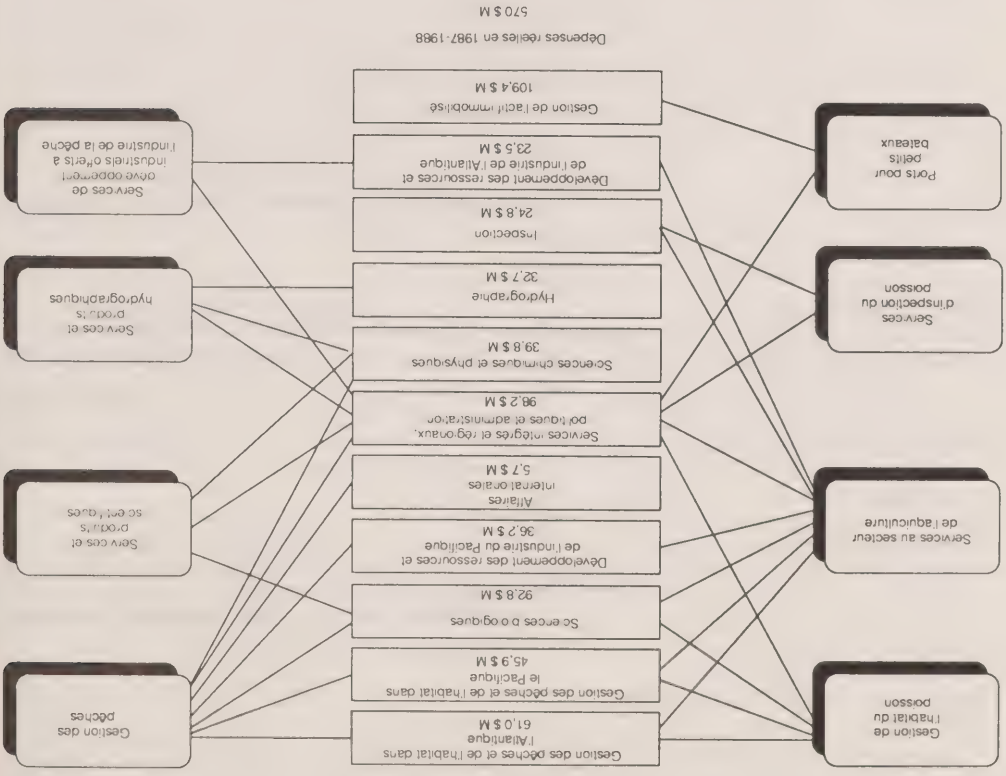 Gestion de
l'habitat du
poisson
Services au secteur
de l'aquiculture
Services
d'inspection du
poisson
Ports pour
petits
bateaux
Gestion des pêches et de l'habitat dans
l'Atlantique
61,0 $ M
Gestion des pêches et de l'habitat dans
le Pacifique
45,9 $ M
Sciences biologiques
92,8 $ M
Développement des ressources et
de l'industrie du Pacifique
36,2 $ M
Affaires
internationales
5,7 $ M
Services intégrés et régionaux,
politiques et administration
98,2 $ M
Sciences chimiques et physiques
39,8 $ M
Hydrographie
32,7 $ M
Inspection
24,8 $ M
Développement des ressources et
de l'industrie de l'Atlantique
23,5 $ M
Gestion de l'actif immobilisé
109,4 $ M
Gestion des
pêches
Services et
produits
scientifiques
Services et
produits
hydrographiques
Services de
développement
industriels offerts à
l'industrie de la pêche
Dépenses réelles en 1987-1988
570 $ M